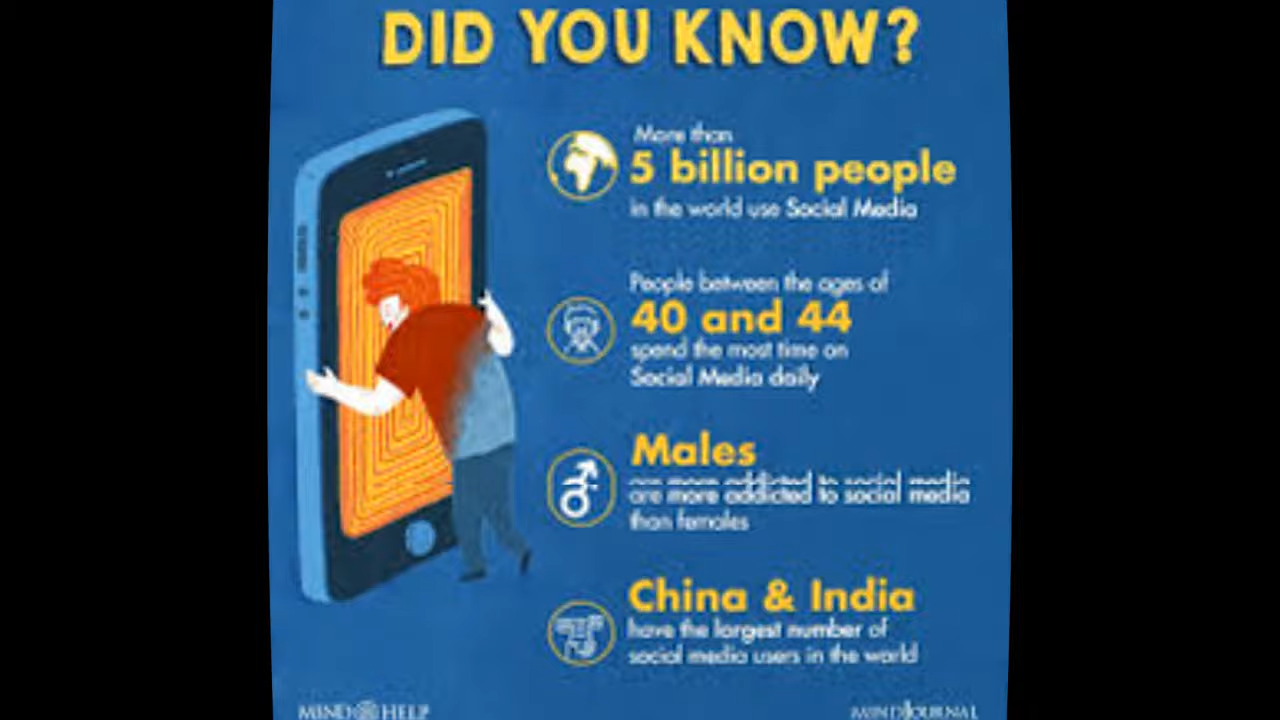 DID YOU KNOW?
More than
5 billion people
in the world use Social Media
People between the ages of
40 and 44
spend the most time on
Social Media daily
Males
are more addicted to social media
than females
China & India
have the largest number of
social media users in the world
MIND HELP
MINDJOURNAL